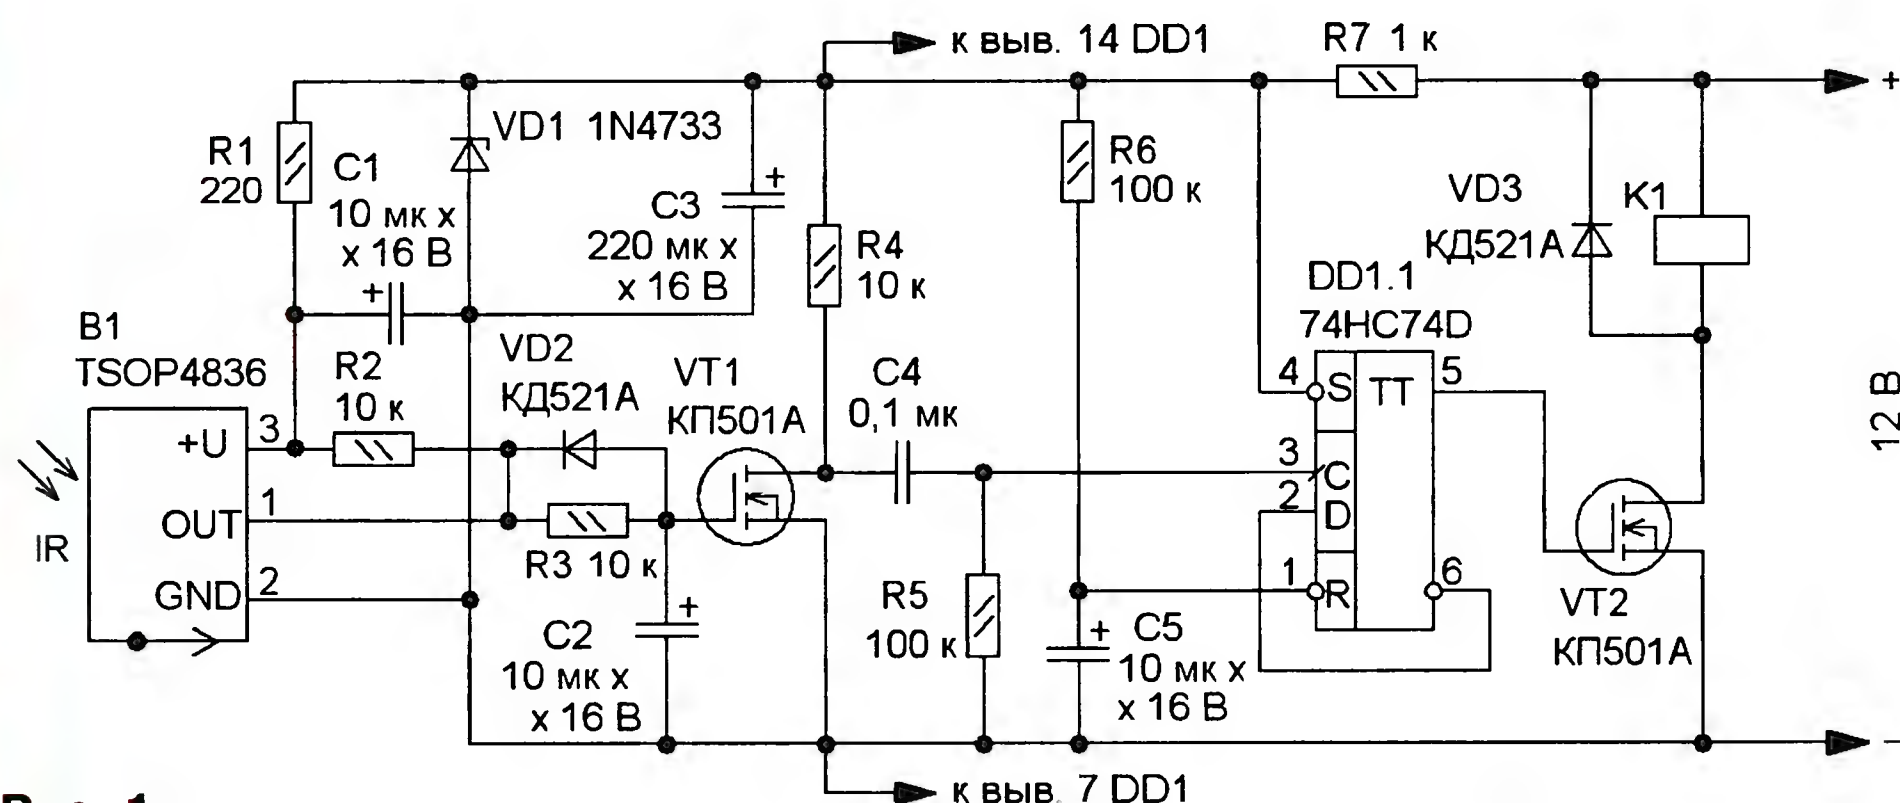 к выв. 14 DD1
R7 1 к
+
VD1 1N4733
R1
220
C1
10 мк х
х 16 В
+
C3
220 мк х
х 16 В
+
R4
10 к
R6
100 к
VD3
КД521А
K1
DD1.1
74HC74D
B1
TSOP4836
R2
10 к
VD2
КД521А
VT1
КП501А
C4
0,1 мк
4
S
TT
5
12 В
+U
3
3
C
2
D
OUT
1
IR
R3 10 к
GND
2
1
R
6
C2
10 мк х
х 16 В
+
R5
100 к
+
C5
10 мк х
х 16 В
VT2
КП501А
–
к выв. 7 DD1